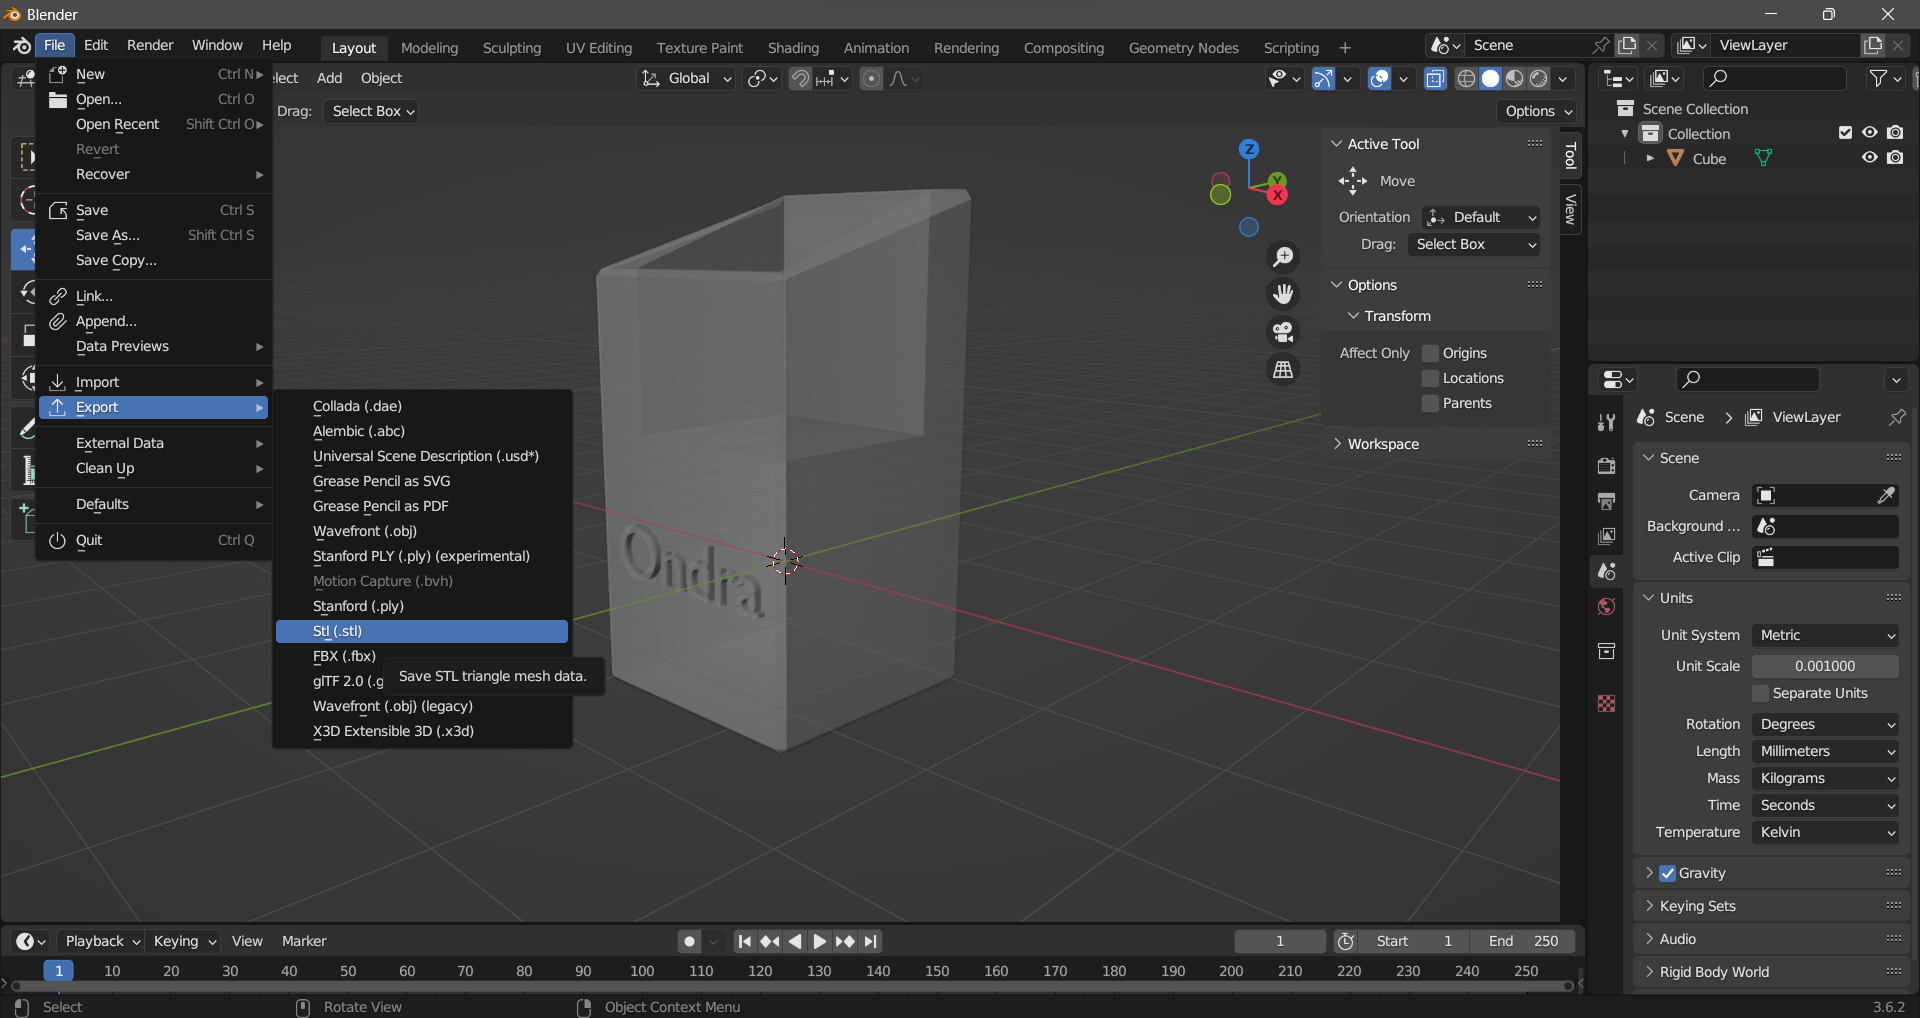 Blender
File Edit Render Window Help
Layout Modeling Sculpting UV Editing Texture Paint Shading Animation Rendering Compositing Geometry Nodes Scripting +
Scene
ViewLayer
New Ctrl N
Open... Ctrl O
Open Recent Shift Ctrl O
Revert
Recover
Save Ctrl S
Save As... Shift Ctrl S
Save Copy...
Link...
Append...
Data Previews
Import
Export
External Data
Clean Up
Defaults
Quit Ctrl Q
lect Add Object
Global
Drag: Select Box
Options
Collada (.dae)
Alembic (.abc)
Universal Scene Description (.usd*)
Grease Pencil as SVG
Grease Pencil as PDF
Wavefront (.obj)
Stanford PLY (.ply) (experimental)
Motion Capture (.bvh)
Stanford (.ply)
Stl (.stl)
FBX (.fbx)
glTF 2.0 (.g
Save STL triangle mesh data.
Wavefront (.obj) (legacy)
X3D Extensible 3D (.x3d)
Ondra
Z
Y
X
Active Tool
Move
Orientation Default
Drag: Select Box
Options
Transform
Affect Only Origins
Locations
Parents
Workspace
Tool
View
Scene Collection
Collection
Cube
Scene ViewLayer
Scene
Camera
Background ...
Active Clip
Units
Unit System Metric
Unit Scale 0.001000
Separate Units
Rotation Degrees
Length Millimeters
Mass Kilograms
Time Seconds
Temperature Kelvin
Gravity
Keying Sets
Audio
Rigid Body World
Playback Keying View Marker
1 Start 1 End 250
1 10 20 30 40 50 60 70 80 90 100 110 120 130 140 150 160 170 180 190 200 210 220 230 240 250
Select Rotate View Object Context Menu
3.6.2